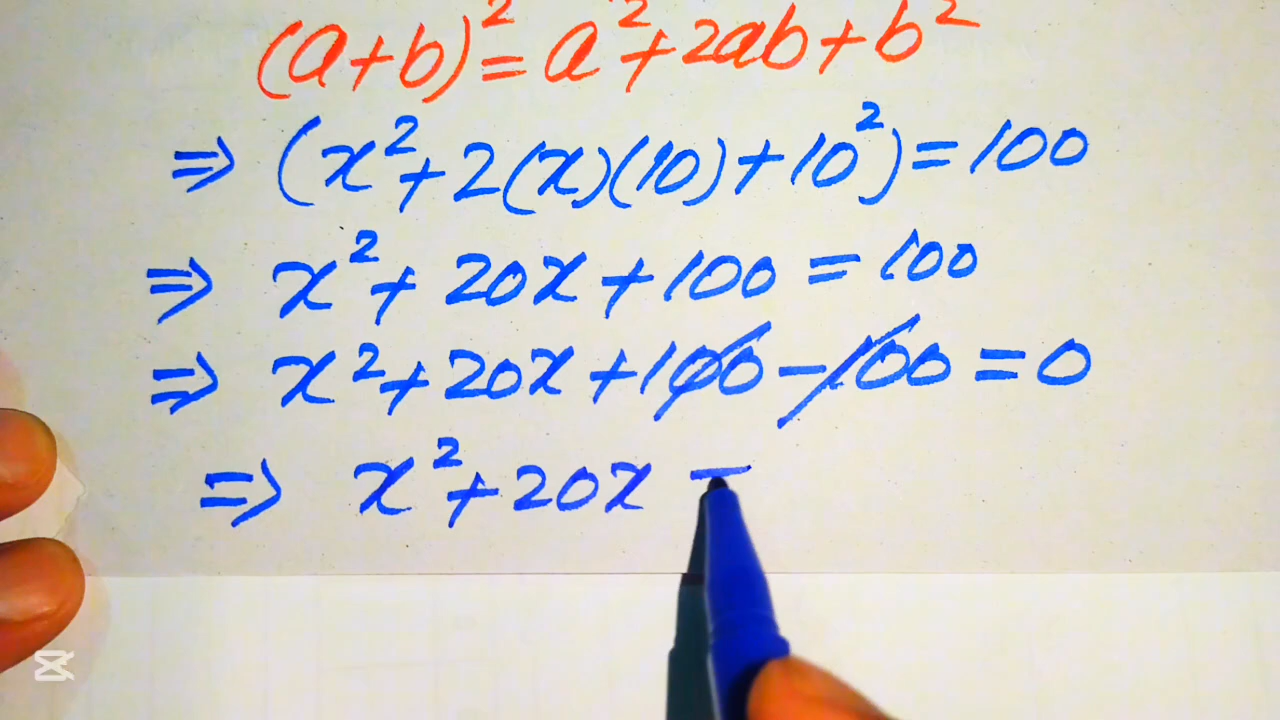 (a+b)²=a²+2ab+b²
⇒ (x²+2(x)(10)+10²)=100
⇒ x²+20x+100=100
⇒ x²+20x+100-100=0
⇒ x²+20x =